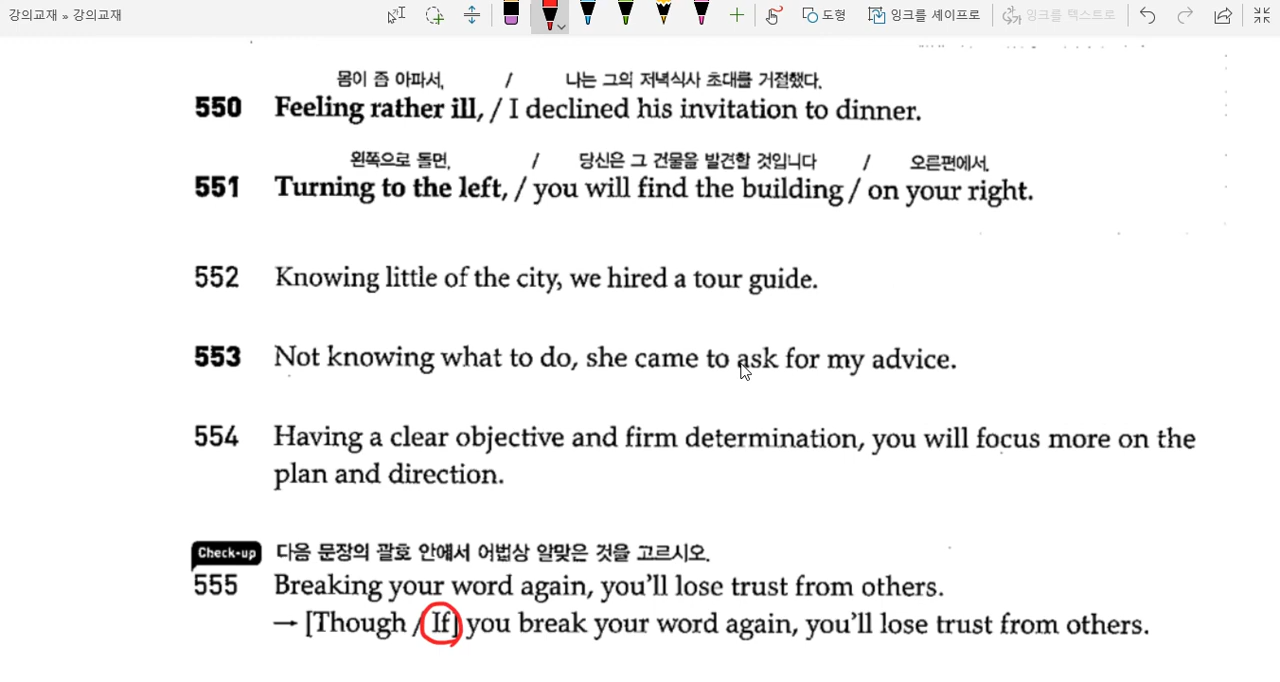 강의교재 » 강의교재
도형
잉크를 셰이프로
잉크를 텍스트로
몸이 좀 아파서, / 나는 그의 저녁식사 초대를 거절했다.
550 Feeling rather ill, / I declined his invitation to dinner.
왼쪽으로 돌면, / 당신은 그 건물을 발견할 것입니다 / 오른편에서.
551 Turning to the left, / you will find the building / on your right.
552 Knowing little of the city, we hired a tour guide.
553 Not knowing what to do, she came to ask for my advice.
554 Having a clear objective and firm determination, you will focus more on the
plan and direction.
Check-up 다음 문장의 괄호 안에서 어법상 알맞은 것을 고르시오.
555 Breaking your word again, you'll lose trust from others.
→ [Though / If] you break your word again, you'll lose trust from others.